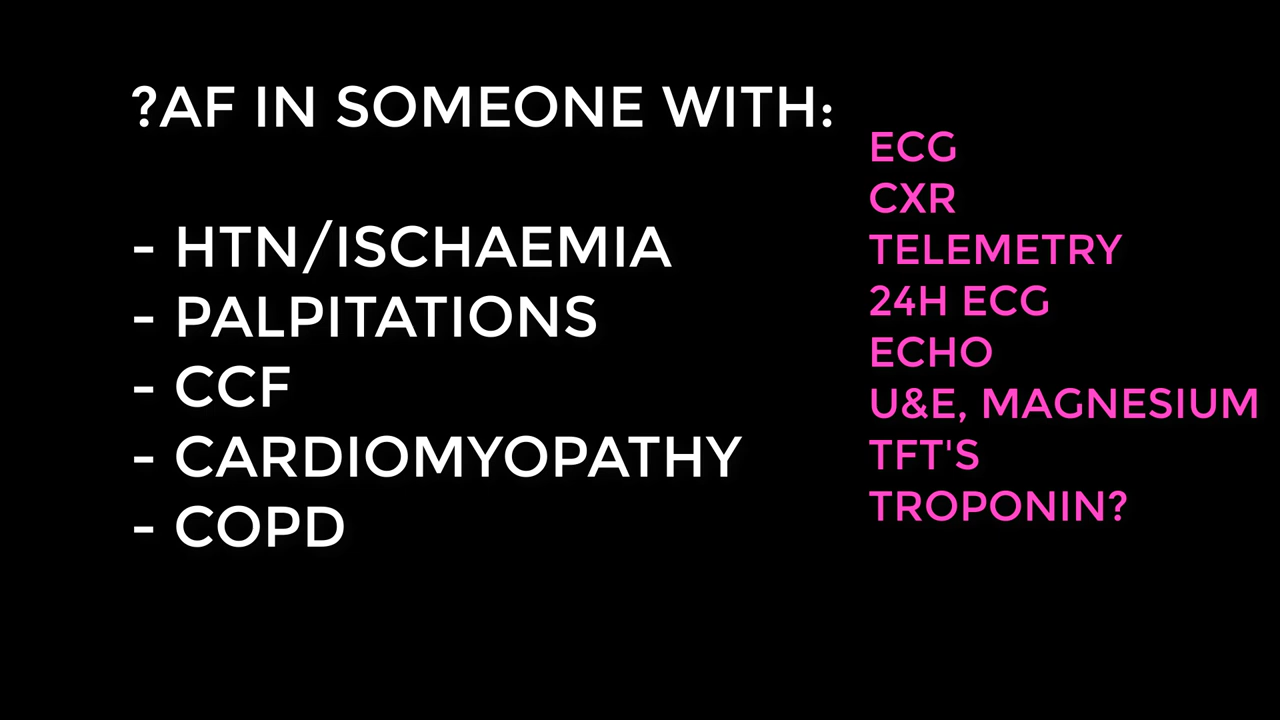 ?AF IN SOMEONE WITH:
- HTN/ISCHAEMIA
- PALPITATIONS
- CCF
- CARDIOMYOPATHY
- COPD
ECG
CXR
TELEMETRY
24H ECG
ECHO
U&E, MAGNESIUM
TFT'S
TROPONIN?